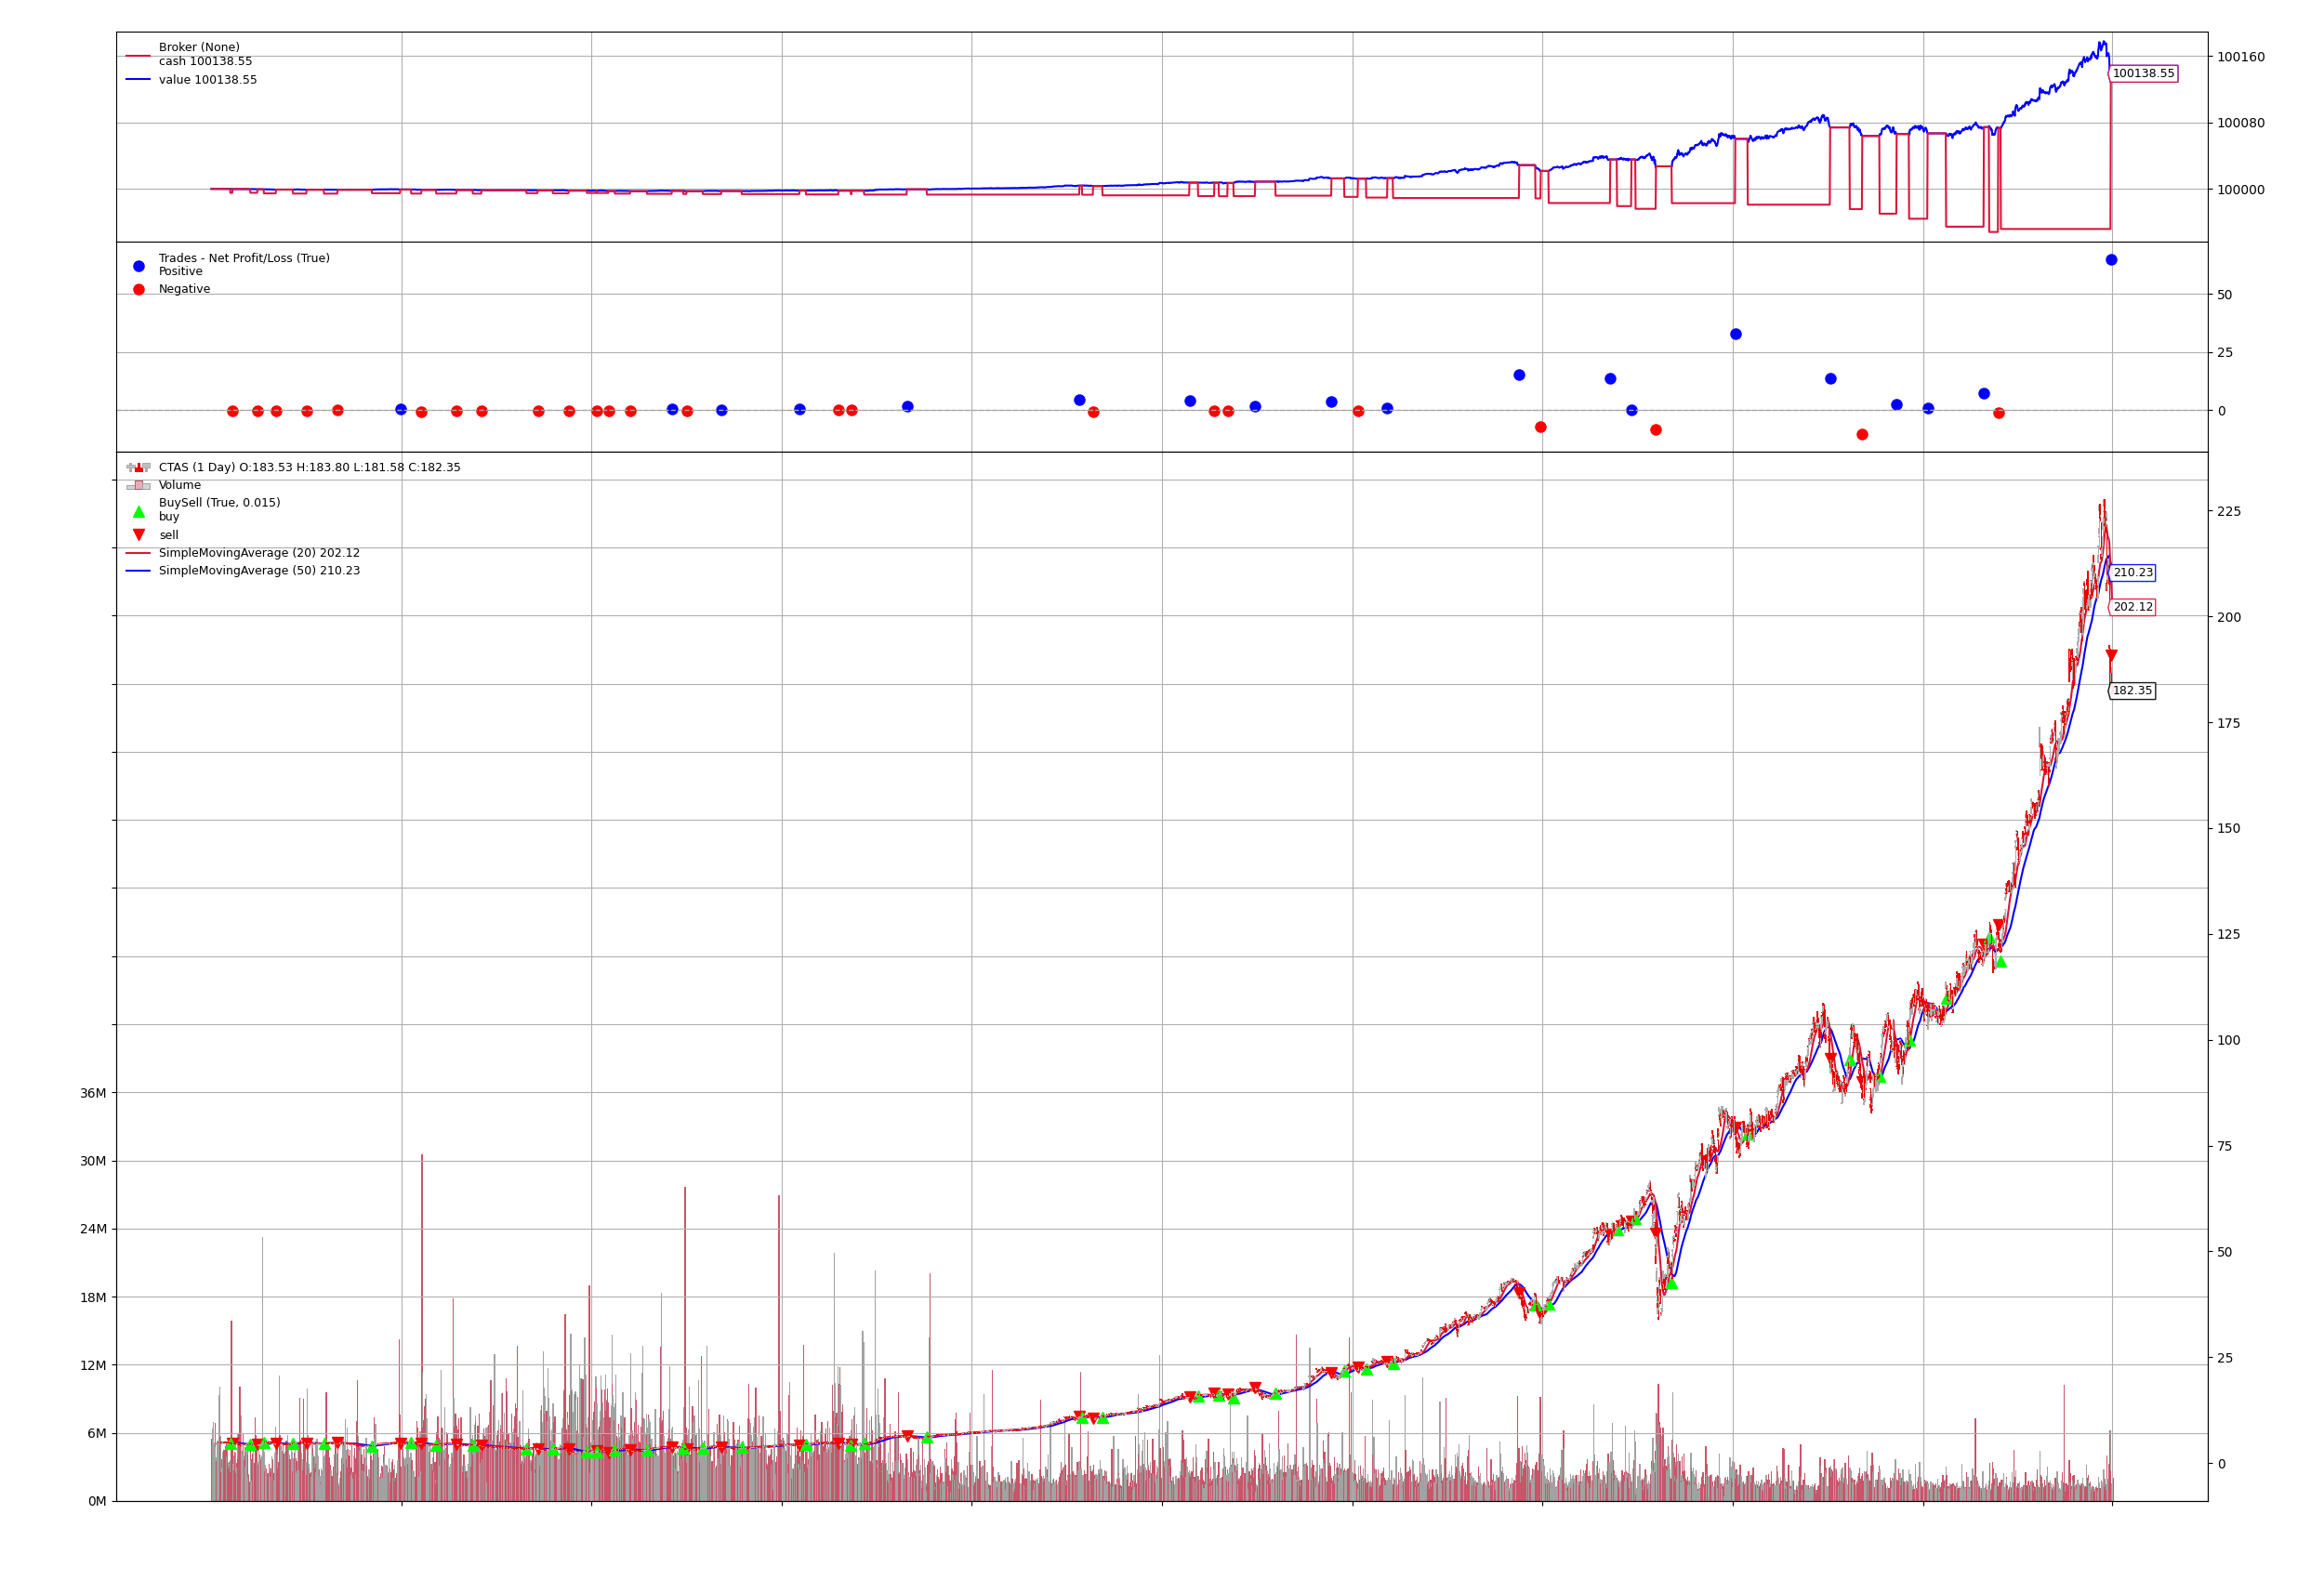 Broker (None)
cash 100138.55
value 100138.55
100160
100138.55
100080
100000
Trades - Net Profit/Loss (True)
Positive
Negative
50
25
0
CTAS (1 Day) O:183.53 H:183.80 L:181.58 C:182.35
Volume
BuySell (True, 0.015)
buy
sell
SimpleMovingAverage (20) 202.12
SimpleMovingAverage (50) 210.23
225
210.23
202.12
200
182.35
175
150
125
100
36M
75
30M
24M
50
18M
25
12M
6M
0
0M